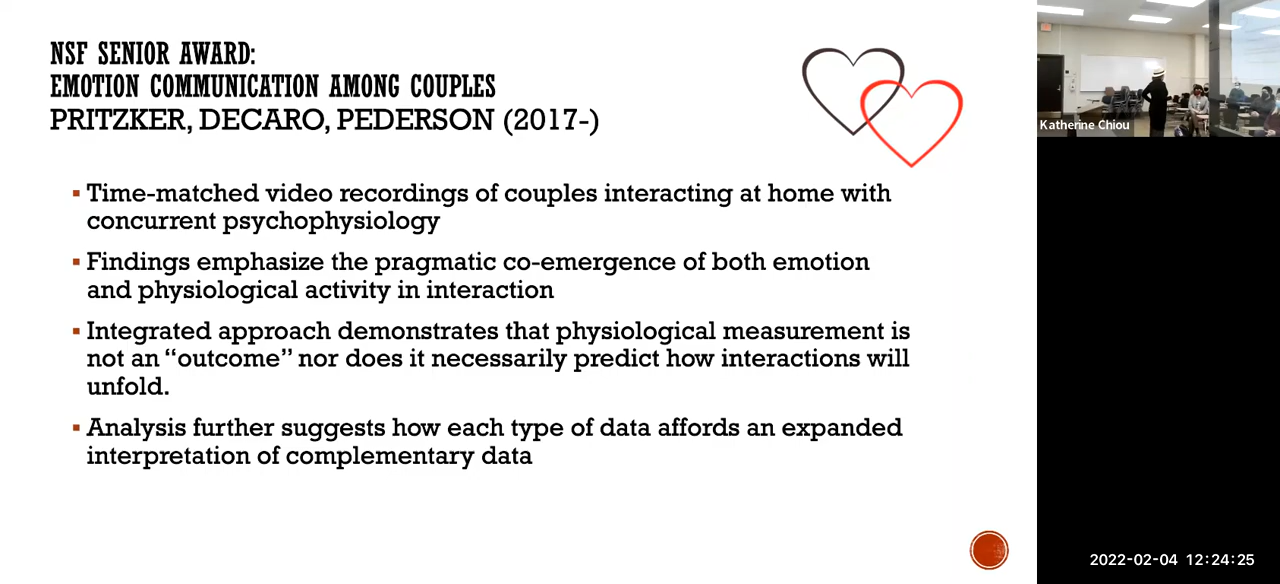 NSF SENIOR AWARD:
EMOTION COMMUNICATION AMONG COUPLES
PRITZKER, DECARO, PEDERSON (2017-)
▪ Time-matched video recordings of couples interacting at home with
concurrent psychophysiology
▪ Findings emphasize the pragmatic co-emergence of both emotion
and physiological activity in interaction
▪ Integrated approach demonstrates that physiological measurement is
not an “outcome” nor does it necessarily predict how interactions will
unfold.
▪ Analysis further suggests how each type of data affords an expanded
interpretation of complementary data
Katherine Chiou
2022-02-04 12:24:25